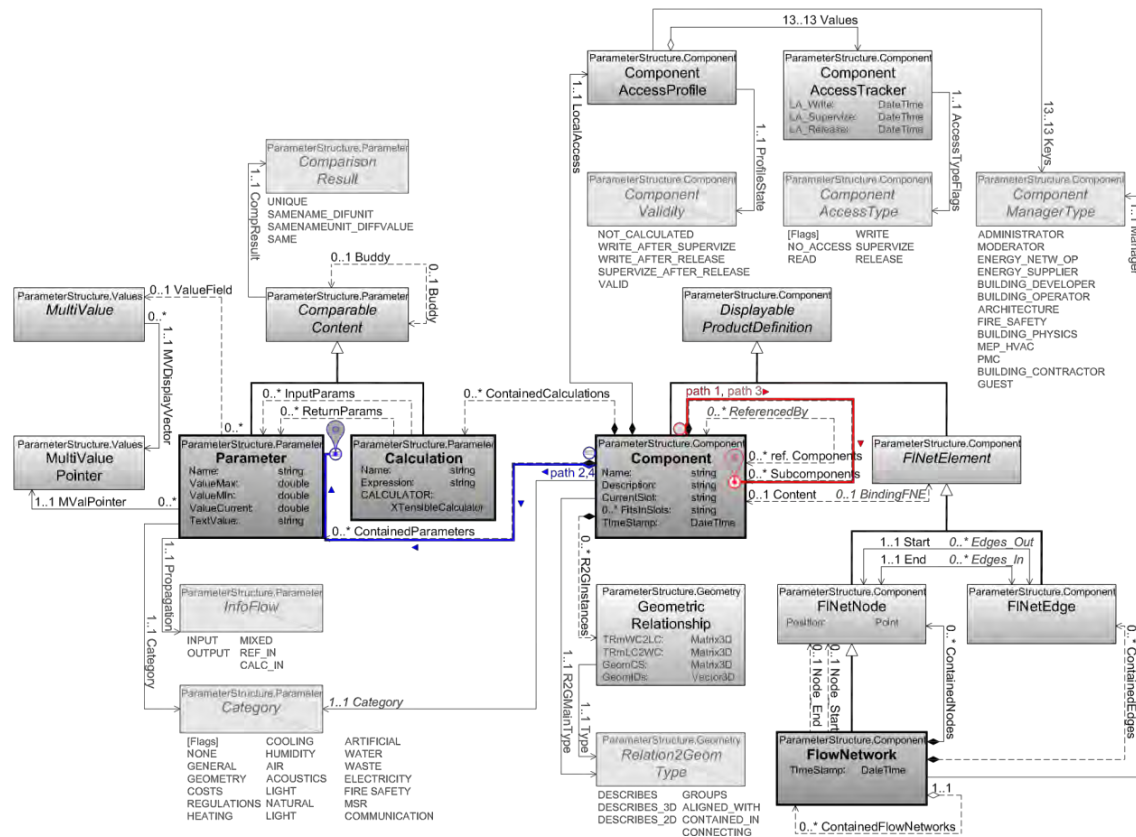 13..13 Values
ParameterStructure.Component
Component
AccessProfile
ParameterStructure.Component
Component
AccessTracker
LA_Write: DateTime
LA_Supervize: DateTime
LA_Release: DateTime
1..1 LocalAccess
1..1 ProfileState
1..1 AccessTypeFlags
13..13 Keys
ParameterStructure.Parameter
Comparison
Result
UNIQUE
SAMENAME_DIFUNIT
SAMENAMEUNIT_DIFFVALUE
SAME
1..1 CompResult
ParameterStructure.Component
Component
Validity
NOT_CALCULATED
WRITE_AFTER_SUPERVIZE
WRITE_AFTER_RELEASE
SUPERVIZE_AFTER_RELEASE
VALID
ParameterStructure.Component
Component
AccessType
[Flags] WRITE
NO_ACCESS SUPERVIZE
READ RELEASE
ParameterStructure.Component
Component
ManagerType
ADMINISTRATOR
MODERATOR
ENERGY_NETW_OP
ENERGY_SUPPLIER
BUILDING_DEVELOPER
BUILDING_OPERATOR
ARCHITECTURE
FIRE_SAFETY
BUILDING_PHYSICS
MEP_HVAC
PMC
BUILDING_CONTRACTOR
GUEST
1..1 Manager
0..1 Buddy
0..1 Buddy
ParameterStructure.Values
MultiValue
0..1 ValueField
0..*
1..1 MVDisplayVector
ParameterStructure.Parameter
Comparable
Content
ParameterStructure.Component
Displayable
ProductDefinition
0..* InputParams
0..* ReturnParams
0..* ContainedCalculations
path 1, path 3
0..* ReferencedBy
0..*
ParameterStructure.Values
MultiValue
Pointer
1..1 MValPointer
0..*
ParameterStructure.Parameter
Parameter
Name: string
ValueMax: double
ValueMin: double
ValueCurrent: double
TextValue: string
ParameterStructure.Parameter
Calculation
Name: string
Expression: string
CALCULATOR:
XTensibleCalculator
path 2,4
ParameterStructure.Component
Component
Name: string
Description: string
CurrentSlot: string
0..* FitsInSlots: string
TimeStamp: DateTime
0..* ref. Components
0..* Subcomponents
0..1 Content
0..1 BindingFNE
ParameterStructure.Component
FlNetElement
0..* ContainedParameters
1..1 Propagation
1..1 Category
0..* R2GInstances
1..1 R2GMainType
1..1 Start
0..* Edges_Out
1..1 End
0..* Edges_In
ParameterStructure.Parameter
InfoFlow
INPUT MIXED
OUTPUT REF_IN
CALC_IN
ParameterStructure.Geometry
Geometric
Relationship
TRmWC2LC: Matrix3D
TRmLC2WC: Matrix3D
GeomCS: Matrix3D
GeomIDs: Vector3D
1..1 Type
ParameterStructure.Component
FlNetNode
Position: Point
ParameterStructure.Component
FlNetEdge
0..1 Node_End
0..1 Node_Start
0..* ContainedNodes
0..* ContainedEdges
ParameterStructure.Parameter
Category
1..1 Category
[Flags] COOLING ARTIFICIAL
NONE HUMIDITY WATER
GENERAL AIR WASTE
GEOMETRY ACOUSTICS ELECTRICITY
COSTS LIGHT FIRE SAFETY
REGULATIONS NATURAL MSR
HEATING LIGHT COMMUNICATION
ParameterStructure.Geometry
Relation2Geom
Type
DESCRIBES GROUPS
DESCRIBES_3D ALIGNED_WITH
DESCRIBES_2D CONTAINED_IN
CONNECTING
ParameterStructure.Component
FlowNetwork
TimeStamp: DateTime
1..1
0..* ContainedFlowNetworks